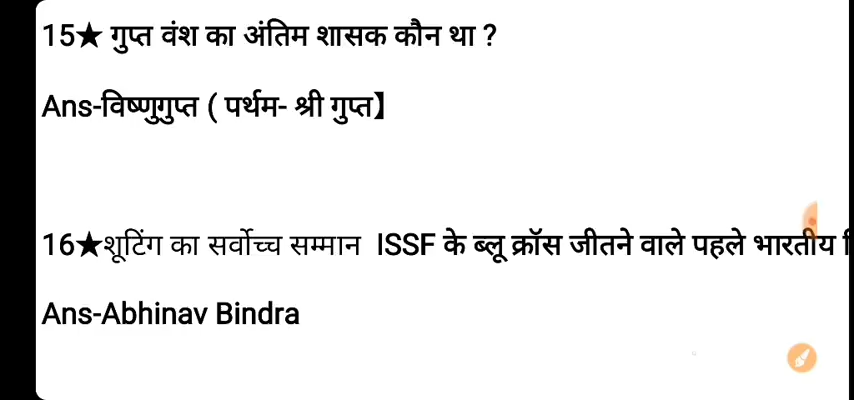 15★ गुप्त वंश का अंतिम शासक कौन था ?
Ans-विष्णुगुप्त ( पर्थम- श्री गुप्त】
16★शूटिंग का सर्वोच्च सम्मान ISSF के ब्लू क्रॉस जीतने वाले पहले भारतीय
Ans-Abhinav Bindra